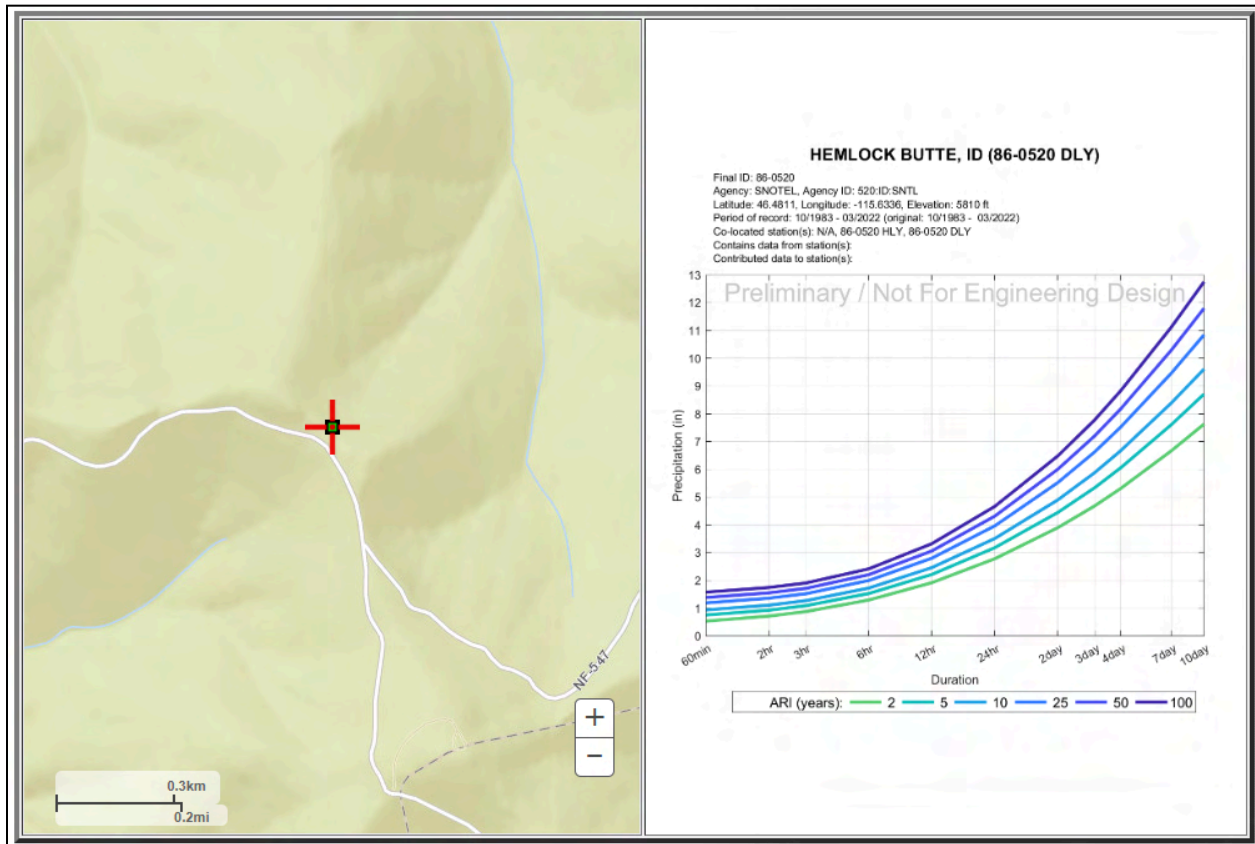 NF-547
+
−
0.3km
0.2mi
HEMLOCK BUTTE, ID (86-0520 DLY)
Final ID: 86-0520
Agency: SNOTEL, Agency ID: 520:ID:SNTL
Latitude: 46.4811, Longitude: -115.6336, Elevation: 5810 ft
Period of record: 10/1983 - 03/2022 (original: 10/1983 - 03/2022)
Co-located station(s): N/A, 86-0520 HLY, 86-0520 DLY
Contains data from station(s):
Contributed data to station(s):
Preliminary / Not For Engineering Design
13
12
11
10
9
8
7
6
5
4
3
2
1
0
Precipitation (in)
60min 2hr 3hr 6hr 12hr 24hr 2day 3day 4day 7day 10day
Duration
ARI (years): 2 5 10 25 50 100